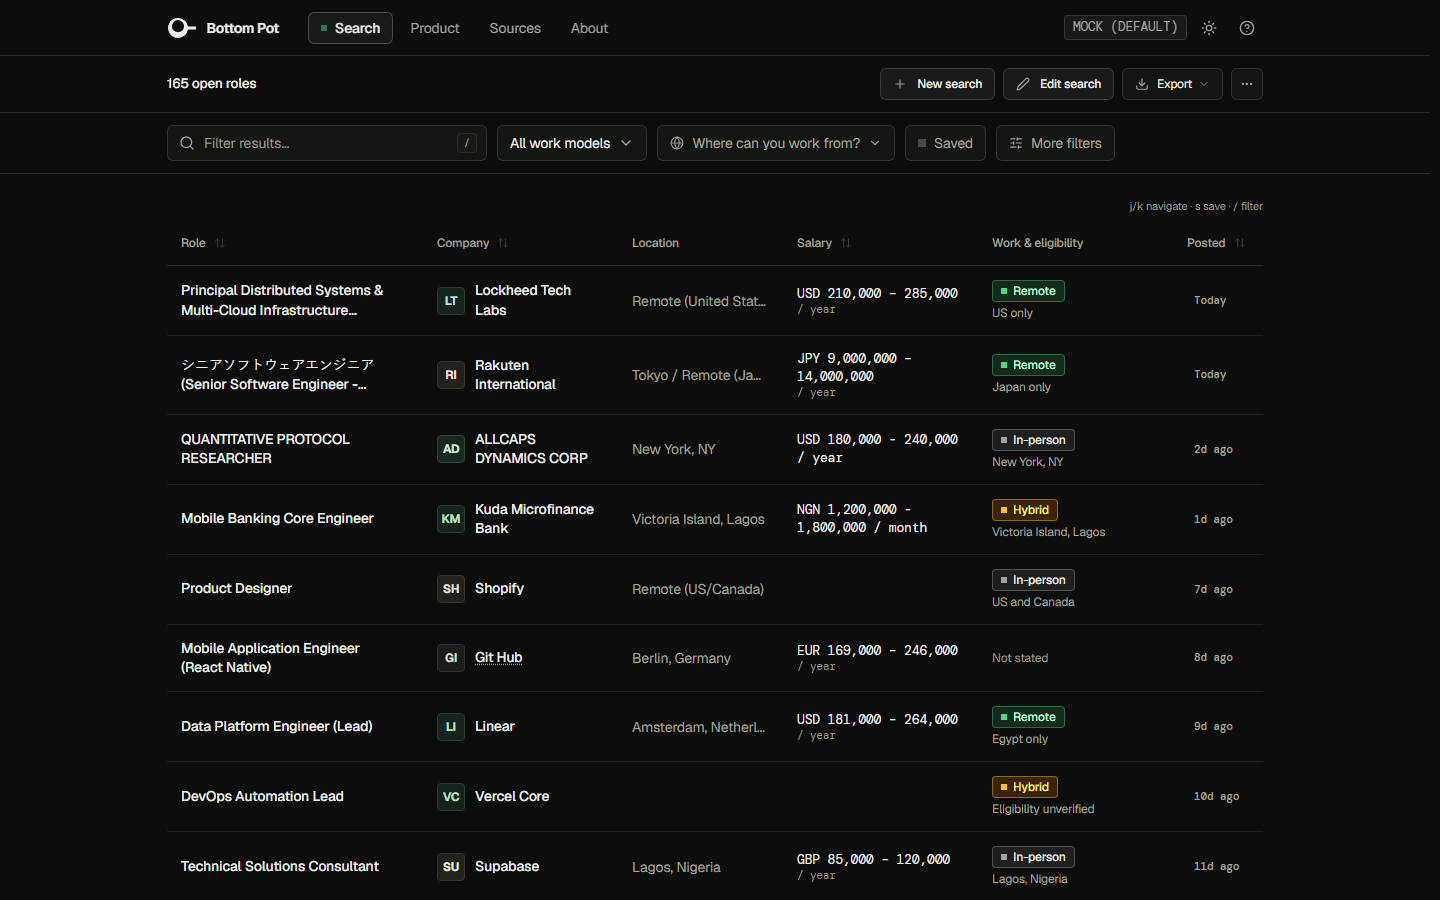 Bottom Pot
Search
Product
Sources
About
MOCK (DEFAULT)
165 open roles
New search
Edit search
Export
Filter results...
/
All work models
Where can you work from?
Saved
More filters
j/k navigate · s save · / filter
Role
Company
Location
Salary
Work & eligibility
Posted
Principal Distributed Systems &
Multi-Cloud Infrastructure...
LT
Lockheed Tech
Labs
Remote (United Stat...
USD 210,000 – 285,000
/ year
Remote
US only
Today
シニアソフトウェアエンジニア
(Senior Software Engineer -...
RI
Rakuten
International
Tokyo / Remote (Ja...
JPY 9,000,000 –
14,000,000
/ year
Remote
Japan only
Today
QUANTITATIVE PROTOCOL
RESEARCHER
AD
ALLCAPS
DYNAMICS CORP
New York, NY
USD 180,000 - 240,000
/ year
In-person
New York, NY
2d ago
Mobile Banking Core Engineer
KM
Kuda Microfinance
Bank
Victoria Island, Lagos
NGN 1,200,000 -
1,800,000 / month
Hybrid
Victoria Island, Lagos
1d ago
Product Designer
SH
Shopify
Remote (US/Canada)
In-person
US and Canada
7d ago
Mobile Application Engineer
(React Native)
GI
Git Hub
Berlin, Germany
EUR 169,000 – 246,000
/ year
Not stated
8d ago
Data Platform Engineer (Lead)
LI
Linear
Amsterdam, Netherl...
USD 181,000 – 264,000
/ year
Remote
Egypt only
9d ago
DevOps Automation Lead
VC
Vercel Core
Hybrid
Eligibility unverified
10d ago
Technical Solutions Consultant
SU
Supabase
Lagos, Nigeria
GBP 85,000 – 120,000
/ year
In-person
Lagos, Nigeria
11d ago